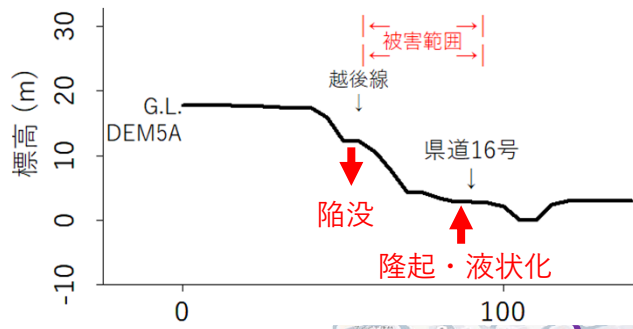 30
20
10
0
-10
標高（m）
被害範囲
越後線
↓
G.L.
DEM5A
県道16号
↓
陥没
隆起・液状化
0
100